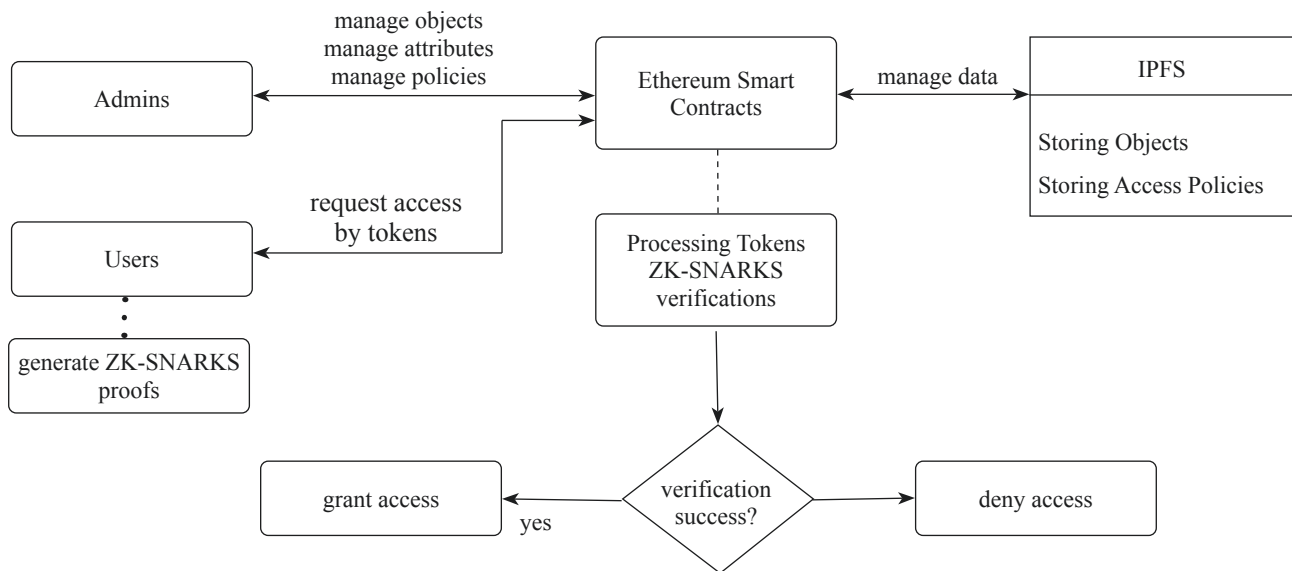 manage objects
manage attributes
manage policies
Admins
Ethereum Smart
Contracts
manage data
IPFS
Storing Objects
Storing Access Policies
request access
by tokens
Users
Processing Tokens
ZK-SNARKS
verifications
generate ZK-SNARKS
proofs
grant access
yes
verification
success?
deny access